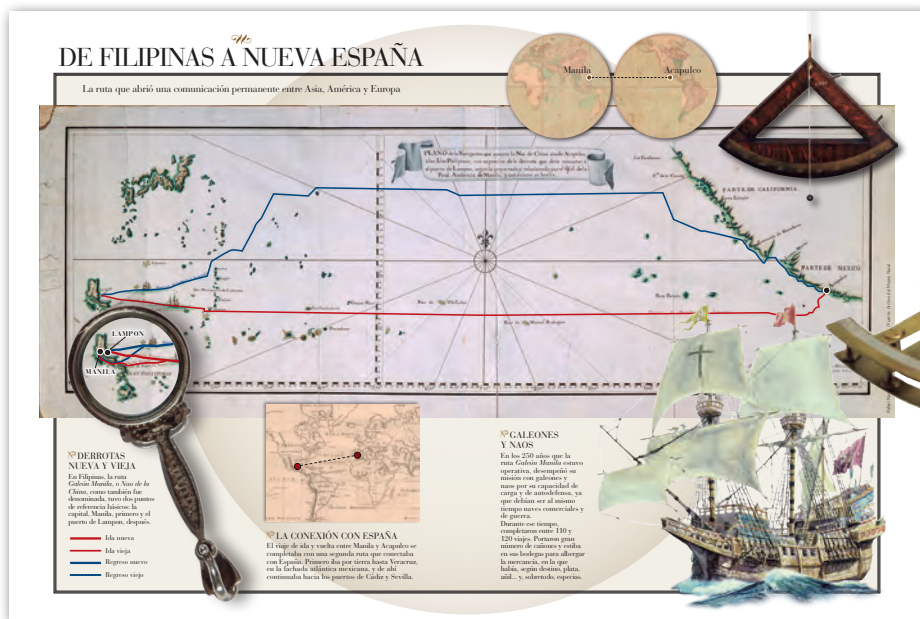 DE FILIPINAS A NUEVA ESPAÑA
La ruta que abrió una comunicación permanente entre Asia, América y Europa
Manila
Acapulco
PARTE DE CALIFORNIA
PARTE DE MEXICO
LAMPON
MANILA
DERROTAS
NUEVA Y VIEJA
En Filipinas, la ruta
Galeón Manila, o Nao de la
China, como también fue
denominada, tuvo dos puntos
de referencia básicos: la
capital, Manila, primero y el
puerto de Lampon, después.
Ida nueva
Ida vieja
Regreso nuevo
Regreso viejo
LA CONEXIÓN CON ESPAÑA
El viaje de ida y vuelta entre Manila y Acapulco se
completaba con una segunda ruta que conectaba
con España. Primero iba por tierra hasta Veracruz,
en la fachada atlántica mexicana, y de ahí
continuaba hacia los puertos de Cádiz y Sevilla.
GALEONES
Y NAOS
En los 250 años que la
ruta Galeón Manila estuvo
operativa, desempeñó su
misión con galeones y
naos por su capacidad de
carga y de autodefensa, ya
que debían ser al mismo
tiempo naves comerciales y
de guerra.
Durante ese tiempo,
completaron entre 110 y
120 viajes. Portaron gran
número de cañones y estiba
en sus bodegas para albergar
la mercancía, en la que
había, según destino, plata,
añil... y, sobretodo, especias.